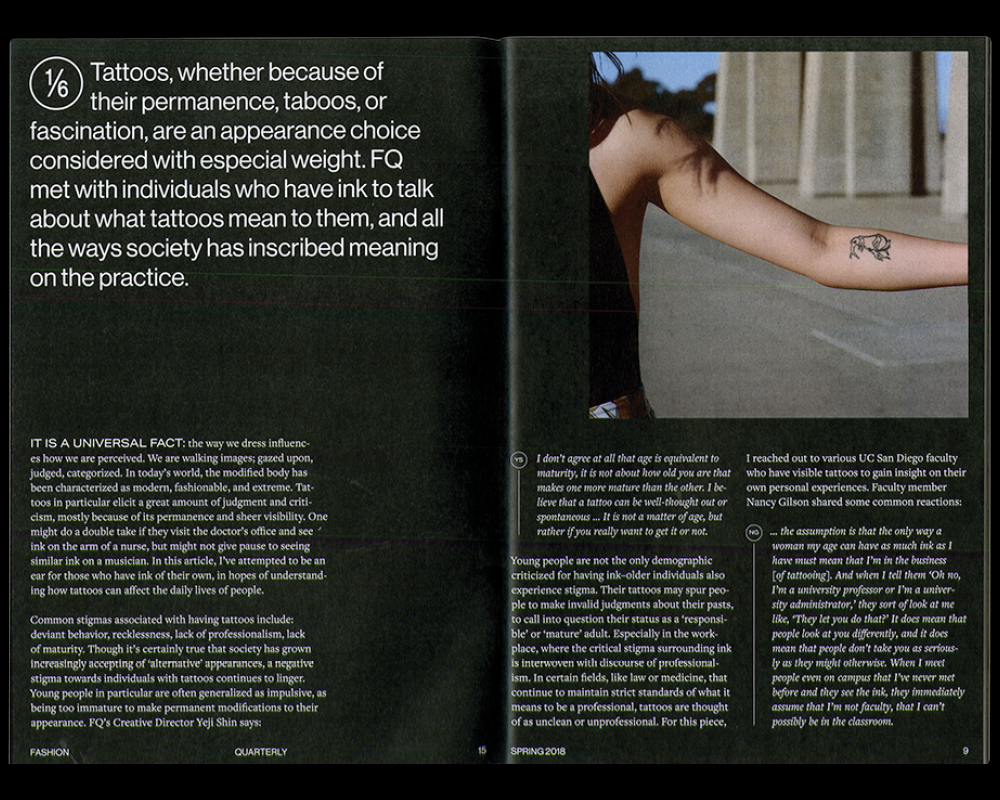 1/6 Tattoos, whether because of
their permanence, taboos, or
fascination, are an appearance choice
considered with especial weight. FQ
met with individuals who have ink to talk
about what tattoos mean to them, and all
the ways society has inscribed meaning
on the practice.
IT IS A UNIVERSAL FACT: the way we dress influenc-
es how we are perceived. We are walking images; gazed upon,
judged, categorized. In today's world, the modified body has
been characterized as modern, fashionable, and extreme. Tat-
toos in particular elicit a great amount of judgment and criti-
cism, mostly because of its permanence and sheer visibility. One
might do a double take if they visit the doctor's office and see
ink on the arm of a nurse, but might not give pause to seeing
similar ink on a musician. In this article, I've attempted to be an
ear for those who have ink of their own, in hopes of understand-
ing how tattoos can affect the daily lives of people.
Common stigmas associated with having tattoos include:
deviant behavior, recklessness, lack of professionalism, lack
of maturity. Though it's certainly true that society has grown
increasingly accepting of 'alternative' appearances, a negative
stigma towards individuals with tattoos continues to linger.
Young people in particular are often generalized as impulsive, as
being too immature to make permanent modifications to their
appearance. FQ's Creative Director Yeji Shin says:
FASHION QUARTERLY 15
YS I don't agree at all that age is equivalent to
maturity, it is not about how old you are that
makes one more mature than the other. I be-
lieve that a tattoo can be well-thought out or
spontaneous ... It is not a matter of age, but
rather if you really want to get it or not.
Young people are not the only demographic
criticized for having ink–older individuals also
experience stigma. Their tattoos may spur peo-
ple to make invalid judgments about their pasts,
to call into question their status as a 'responsi-
ble' or 'mature' adult. Especially in the work-
place, where the critical stigma surrounding ink
is interwoven with discourse of professional-
ism. In certain fields, like law or medicine, that
continue to maintain strict standards of what it
means to be a professional, tattoos are thought
of as unclean or unprofessional. For this piece,
I reached out to various UC San Diego faculty
who have visible tattoos to gain insight on their
own personal experiences. Faculty member
Nancy Gilson shared some common reactions:
NG ... the assumption is that the only way a
woman my age can have as much ink as I
have must mean that I'm in the business
[of tattooing]. And when I tell them 'Oh no,
I'm a university professor or I'm a univer-
sity administrator,' they sort of look at me
like, 'They let you do that?' It does mean that
people look at you differently, and it does
mean that people don't take you as serious-
ly as they might otherwise. When I meet
people even on campus that I've never met
before and they see the ink, they immediately
assume that I'm not faculty, that I can't
possibly be in the classroom.
SPRING 2018 9